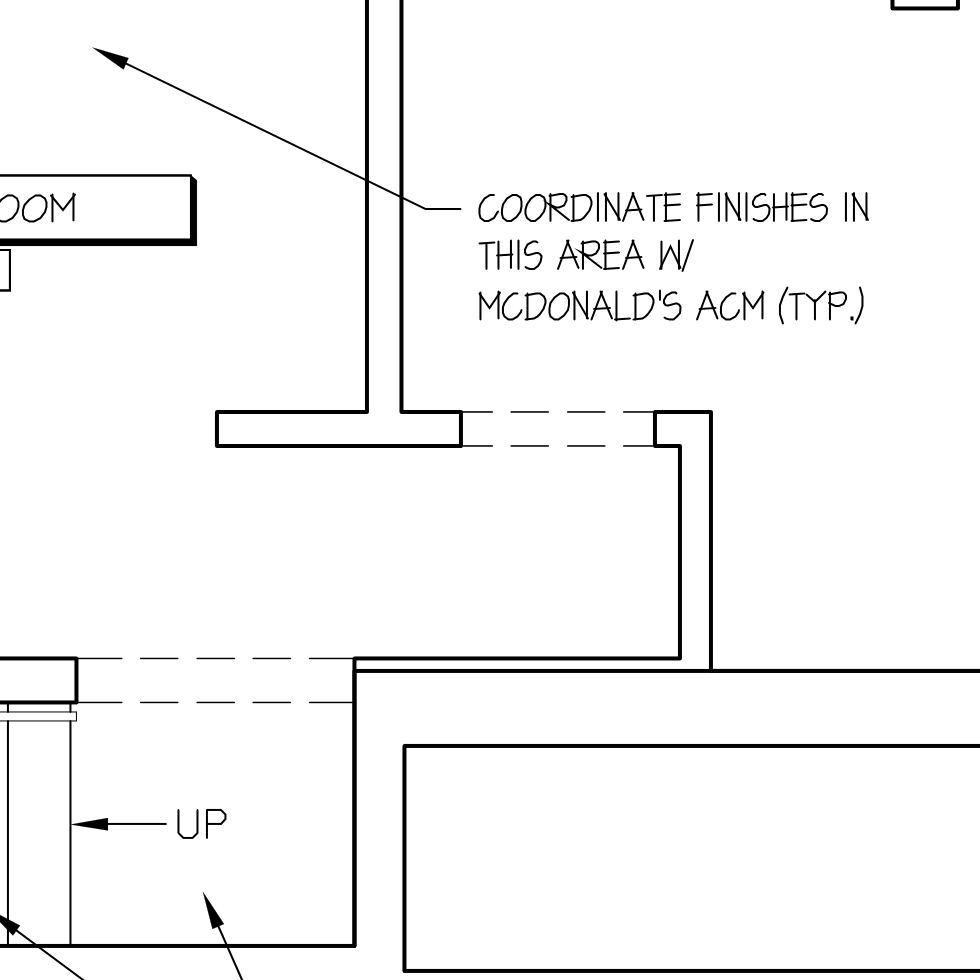 COORDINATE FINISHES IN
THIS AREA W/
MCDONALD'S ACM (TYP.)
OOM
UP